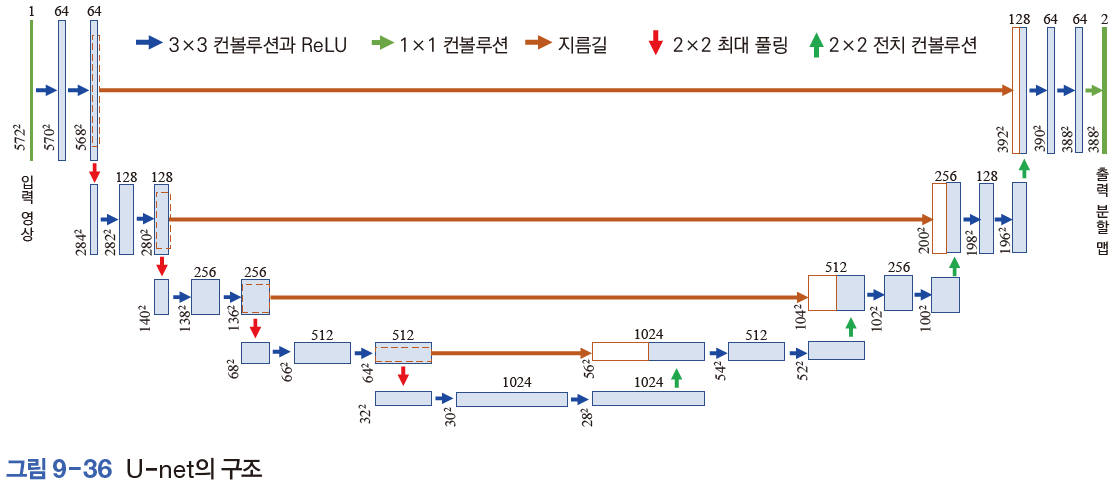 1 64 64 128 64 64 2
3×3 컨볼루션과 ReLU 1×1 컨볼루션 지름길 2×2 최대 풀링 2×2 전치 컨볼루션
572² 570² 568² 392² 390² 388² 388²
입력 영상
출력 분할 맵
128 128 256 128
284² 282² 280² 200² 198² 196²
256 256 512 256
140² 138² 136² 104² 102² 100²
512 512 1024 512
68² 66² 64² 56² 54² 52²
1024 1024
32² 30² 28²
그림 9-36 U-net의 구조